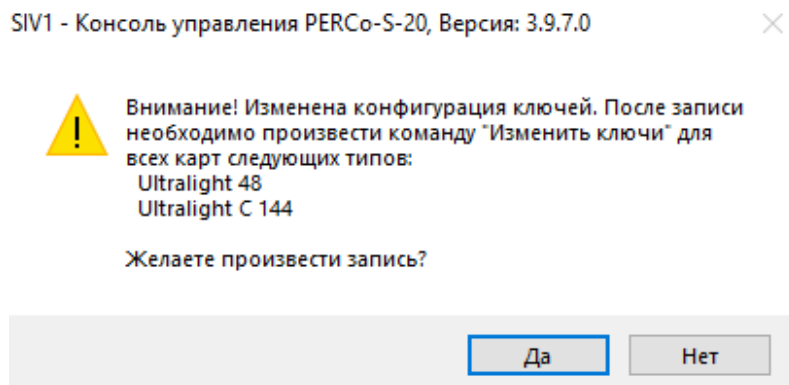 SIV1 - Консоль управления PERCo-S-20, Версия: 3.9.7.0
Внимание! Изменена конфигурация ключей. После записи
необходимо произвести команду "Изменить ключи" для
всех карт следующих типов:
Ultralight 48
Ultralight C 144
Желаете произвести запись?
Да
Нет